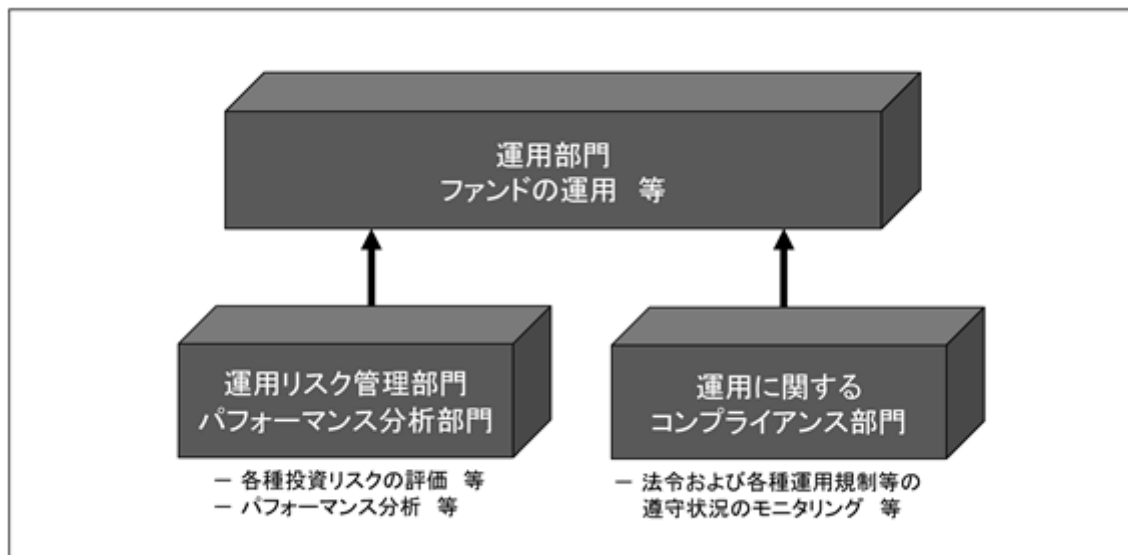 運用部門
ファンドの運用 等
運用リスク管理部門
パフォーマンス分析部門
運用に関する
コンプライアンス部門
－ 各種投資リスクの評価 等
－ パフォーマンス分析 等
－ 法令および各種運用規制等の
遵守状況のモニタリング 等